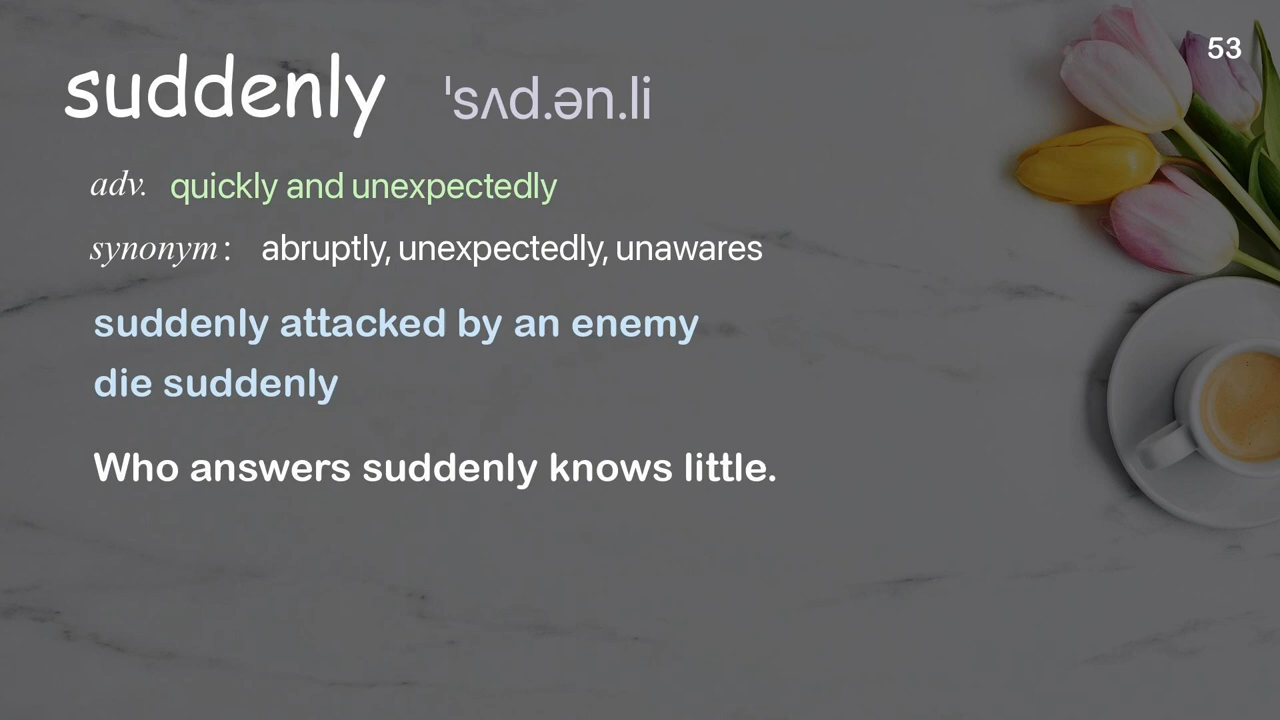 53
suddenly ˈsʌd.ən.li
adv. quickly and unexpectedly
synonym: abruptly, unexpectedly, unawares
suddenly attacked by an enemy
die suddenly
Who answers suddenly knows little.